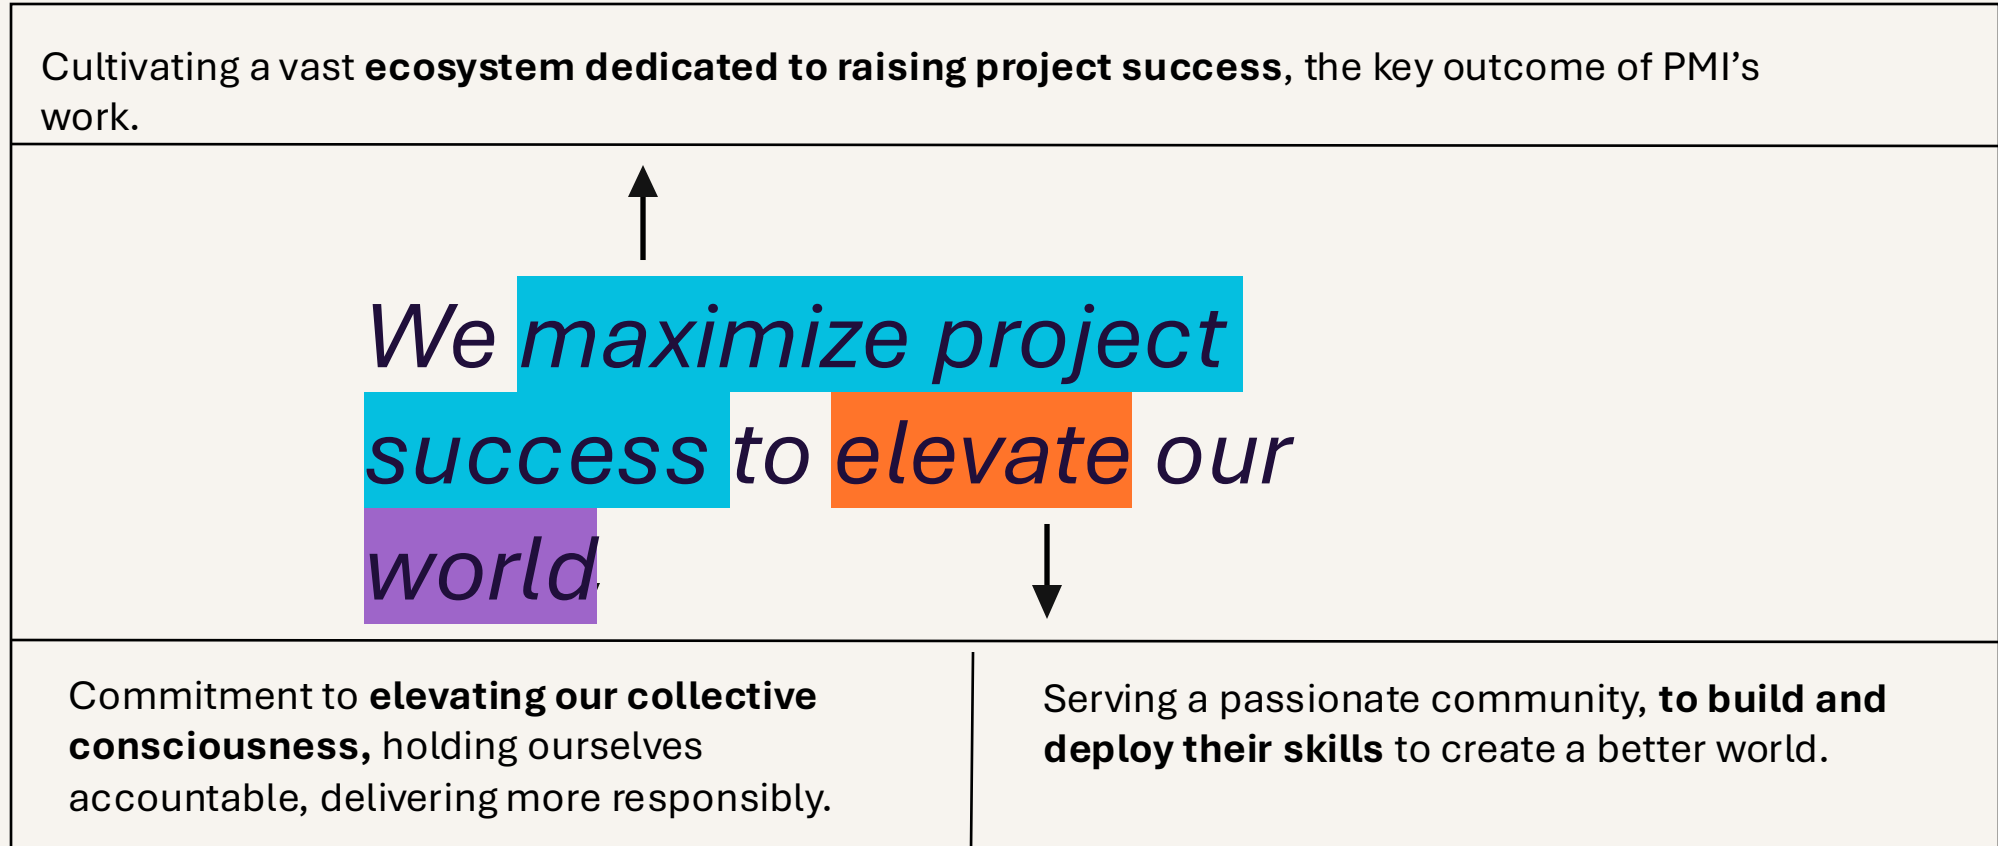 Cultivating a vast ecosystem dedicated to raising project success, the key outcome of PMI’s
work.
We maximize project
success to elevate our
world.
Commitment to elevating our collective
consciousness, holding ourselves
accountable, delivering more responsibly.
Serving a passionate community, to build and
deploy their skills to create a better world.